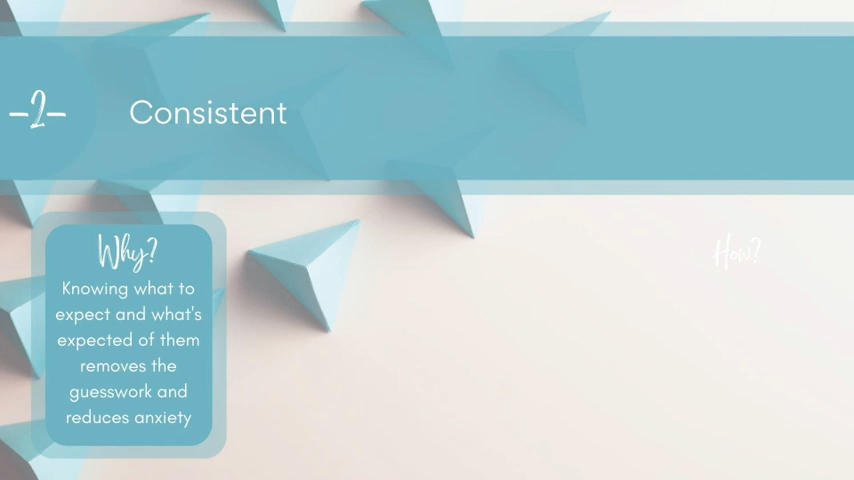 -2-
Consistent
Why?
Knowing what to
expect and what's
expected of them
removes the
guesswork and
reduces anxiety
How?